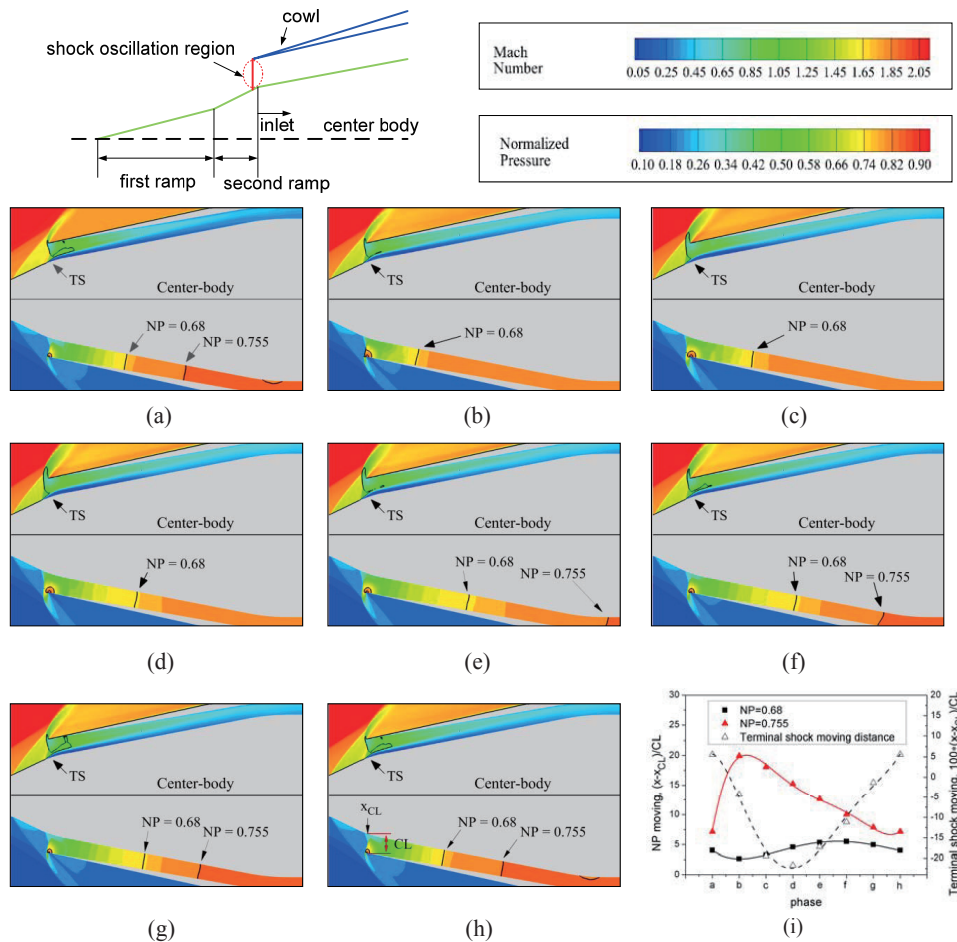 cowl
shock oscillation region
inlet
center body
first ramp
second ramp
Mach
Number
0.05 0.25 0.45 0.65 0.85 1.05 1.25 1.45 1.65 1.85 2.05
Normalized
Pressure
0.10 0.18 0.26 0.34 0.42 0.50 0.58 0.66 0.74 0.82 0.90
TS
Center-body
NP = 0.68
NP = 0.755
(a)
TS
Center-body
NP = 0.68
(b)
TS
Center-body
NP = 0.68
(c)
TS
Center-body
NP = 0.68
(d)
TS
Center-body
NP = 0.68
NP = 0.755
(e)
TS
Center-body
NP = 0.68
NP = 0.755
(f)
TS
Center-body
NP = 0.68
NP = 0.755
(g)
TS
Center-body
xCL
CL
NP = 0.68
NP = 0.755
(h)
NP=0.68
NP=0.755
Terminal shock moving distance
NP moving, (x-xCL)/CL
30
25
20
15
10
5
0
20
15
10
5
0
-5
-10
-15
-20
Terminal shock moving, 100*(x-xCL)/CL
a b c d e f g h
phase
(i)